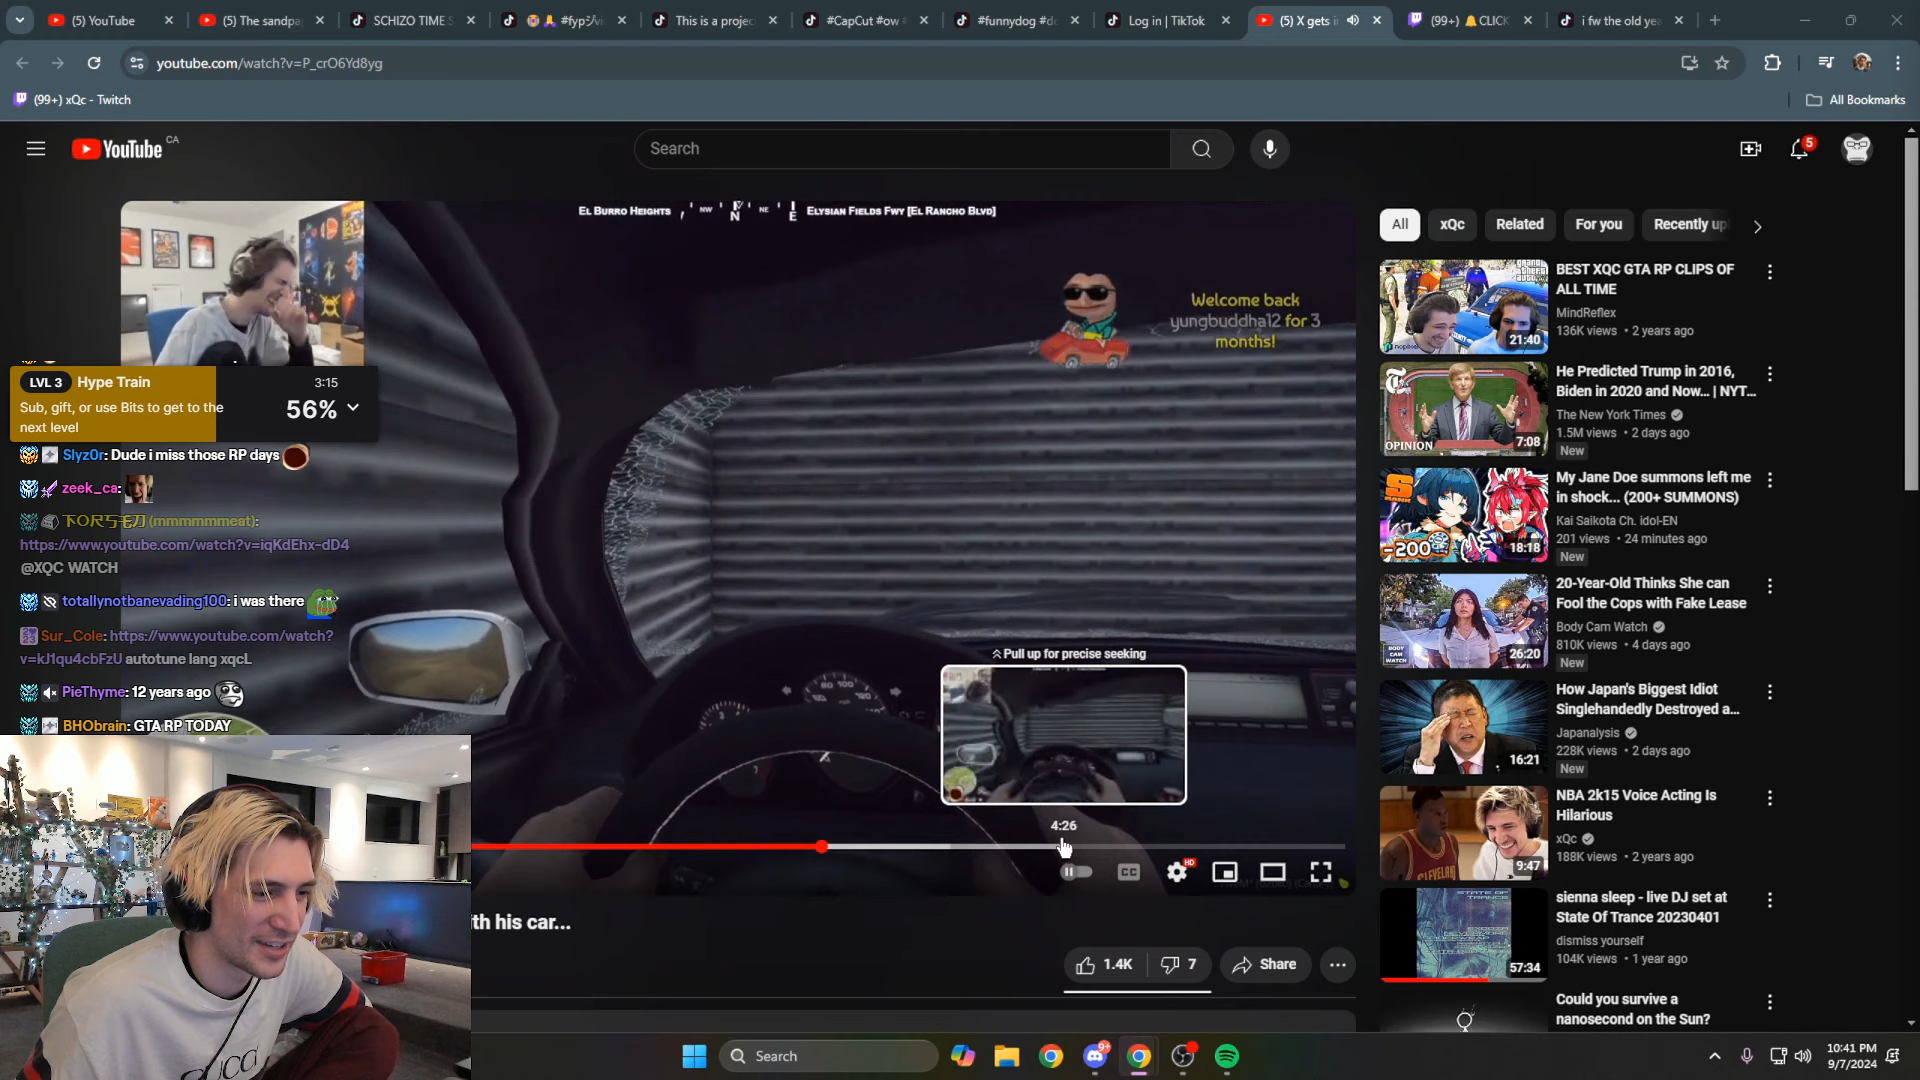 (5) YouTube
(5) The sandpa
SCHIZO TIME S
This is a projec
#CapCut #ow
#funnydog #d
Log in | TikTok
(5) X gets i
(99+) 🔔CLICK
i fw the old yea
youtube.com/watch?v=P_crO6Yd8yg
(99+) xQc - Twitch
All Bookmarks
YouTube CA
Search
5
El Burro Heights
NW N NE E
Elysian Fields Fwy [El Rancho Blvd]
Welcome back
yungbuddha12 for 3
months!
LVL 3 Hype Train
3:15
Sub, gift, or use Bits to get to the
next level
56%
Slyz0r: Dude i miss those RP days
zeek_ca:
(mmmmmmeat):
https://www.youtube.com/watch?v=iqKdEhx-dD4
@XQC WATCH
totallynotbanevading100: i was there
Sur_Cole: https://www.youtube.com/watch?
v=kJ1qu4cbFzU autotune lang xqcL
PieThyme: 12 years ago
BHObrain: GTA RP TODAY
Pull up for precise seeking
4:26
CC
HD
th his car...
1.4K
7
Share
All
xQc
Related
For you
Recently up
BEST XQC GTA RP CLIPS OF
ALL TIME
MindReflex
136K views • 2 years ago
21:40
He Predicted Trump in 2016,
Biden in 2020 and Now... | NYT...
The New York Times
1.5M views • 2 days ago
New
OPINION
7:08
My Jane Doe summons left me
in shock... (200+ SUMMONS)
Kai Saikota Ch. idol-EN
201 views • 24 minutes ago
New
-200
18:18
20-Year-Old Thinks She can
Fool the Cops with Fake Lease
Body Cam Watch
810K views • 4 days ago
New
BODY
CAM
WATCH
26:20
How Japan's Biggest Idiot
Singlehandedly Destroyed a...
Japanalysis
228K views • 2 days ago
New
16:21
NBA 2k15 Voice Acting Is
Hilarious
xQc
188K views • 2 years ago
CLEVELAND
9:47
sienna sleep - live DJ set at
State Of Trance 20230401
dismiss yourself
104K views • 1 year ago
57:34
Could you survive a
nanosecond on the Sun?
GUCCI
Search
9+
10:41 PM
9/7/2024